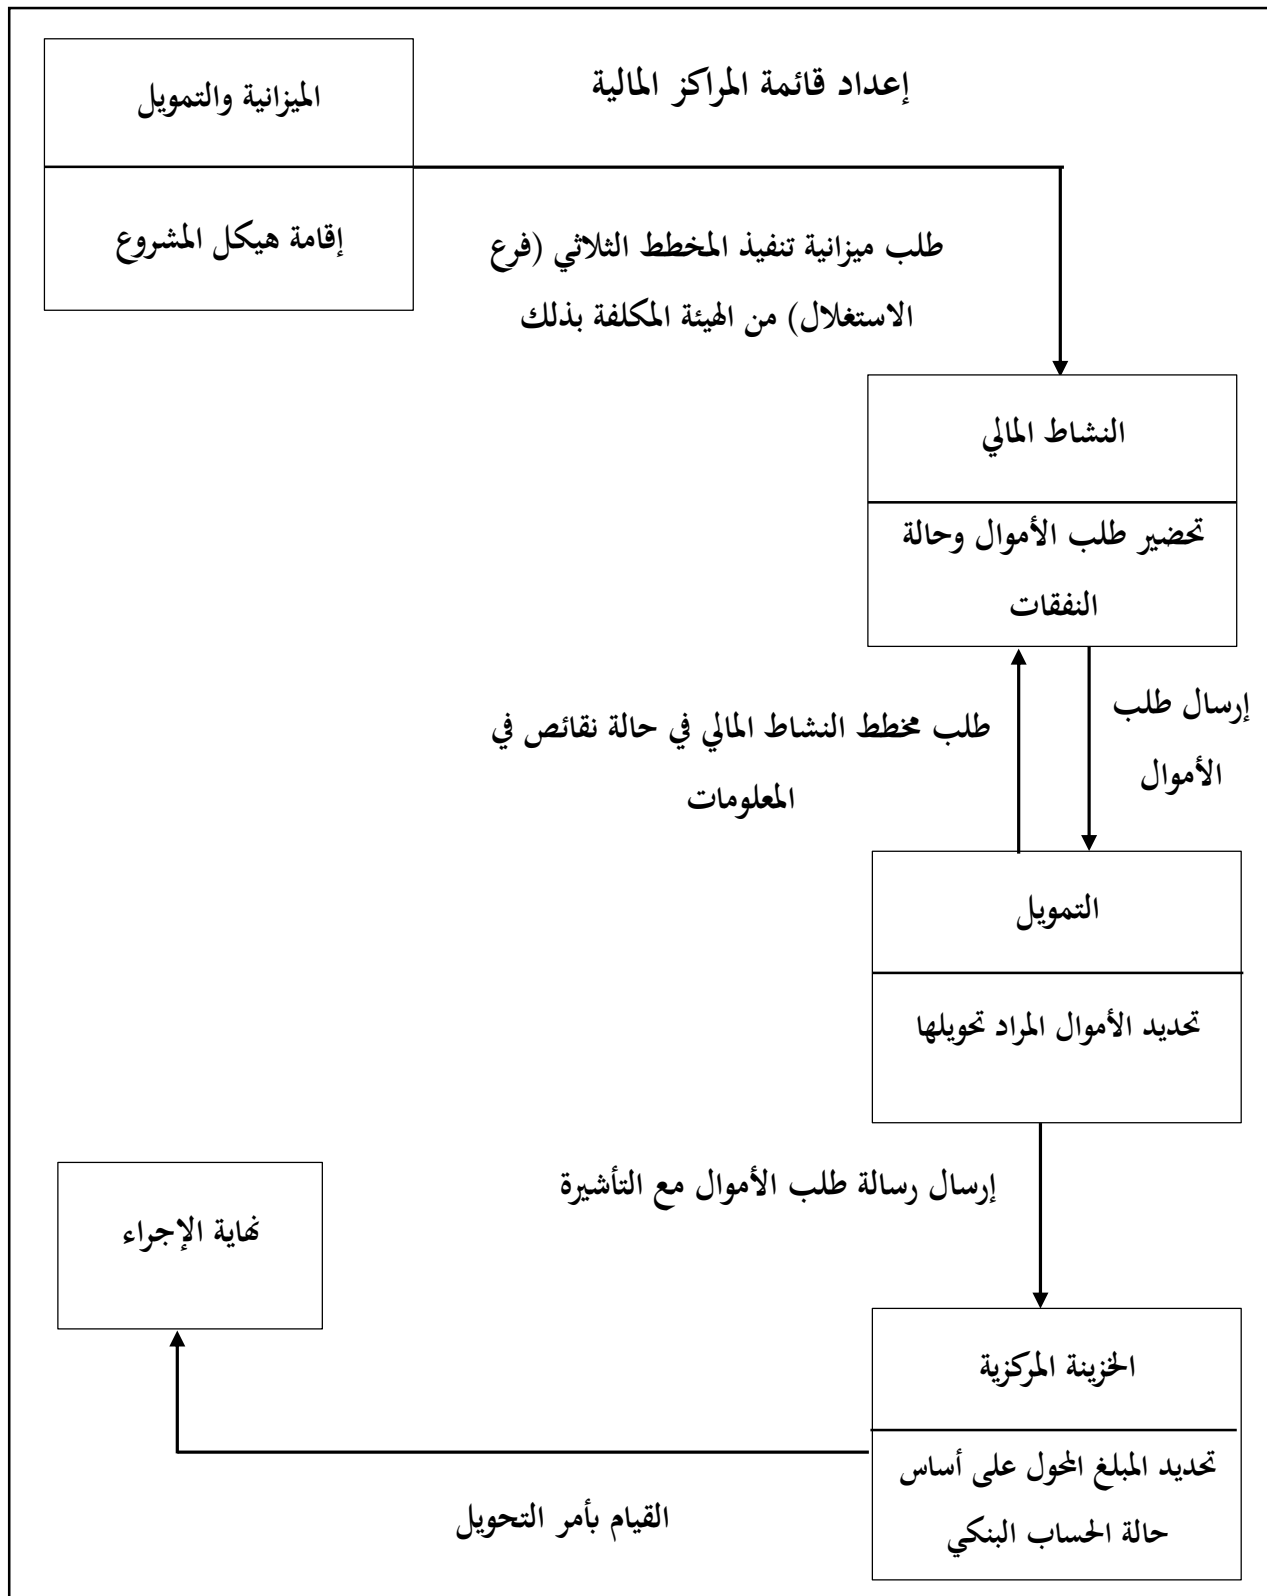 إعداد قائمة المراكز المالية
الميزانية والتمويل
إقامة هيكل المشروع
طلب ميزانية تنفيذ المخطط الثلاثي (فرع
الاستغلال) من الهيئة المكلفة بذلك
النشاط المالي
تحضير طلب الأموال وحالة
النفقات
إرسال طلب
الأموال
طلب مخطط النشاط المالي في حالة نقائص في
المعلومات
التمويل
تحديد الأموال المراد تحويلها
إرسال رسالة طلب الأموال مع التأشيرة
الخزينة المركزية
تحديد المبلغ المحول على أساس
حالة الحساب البنكي
القيام بأمر التحويل
نهاية الإجراء